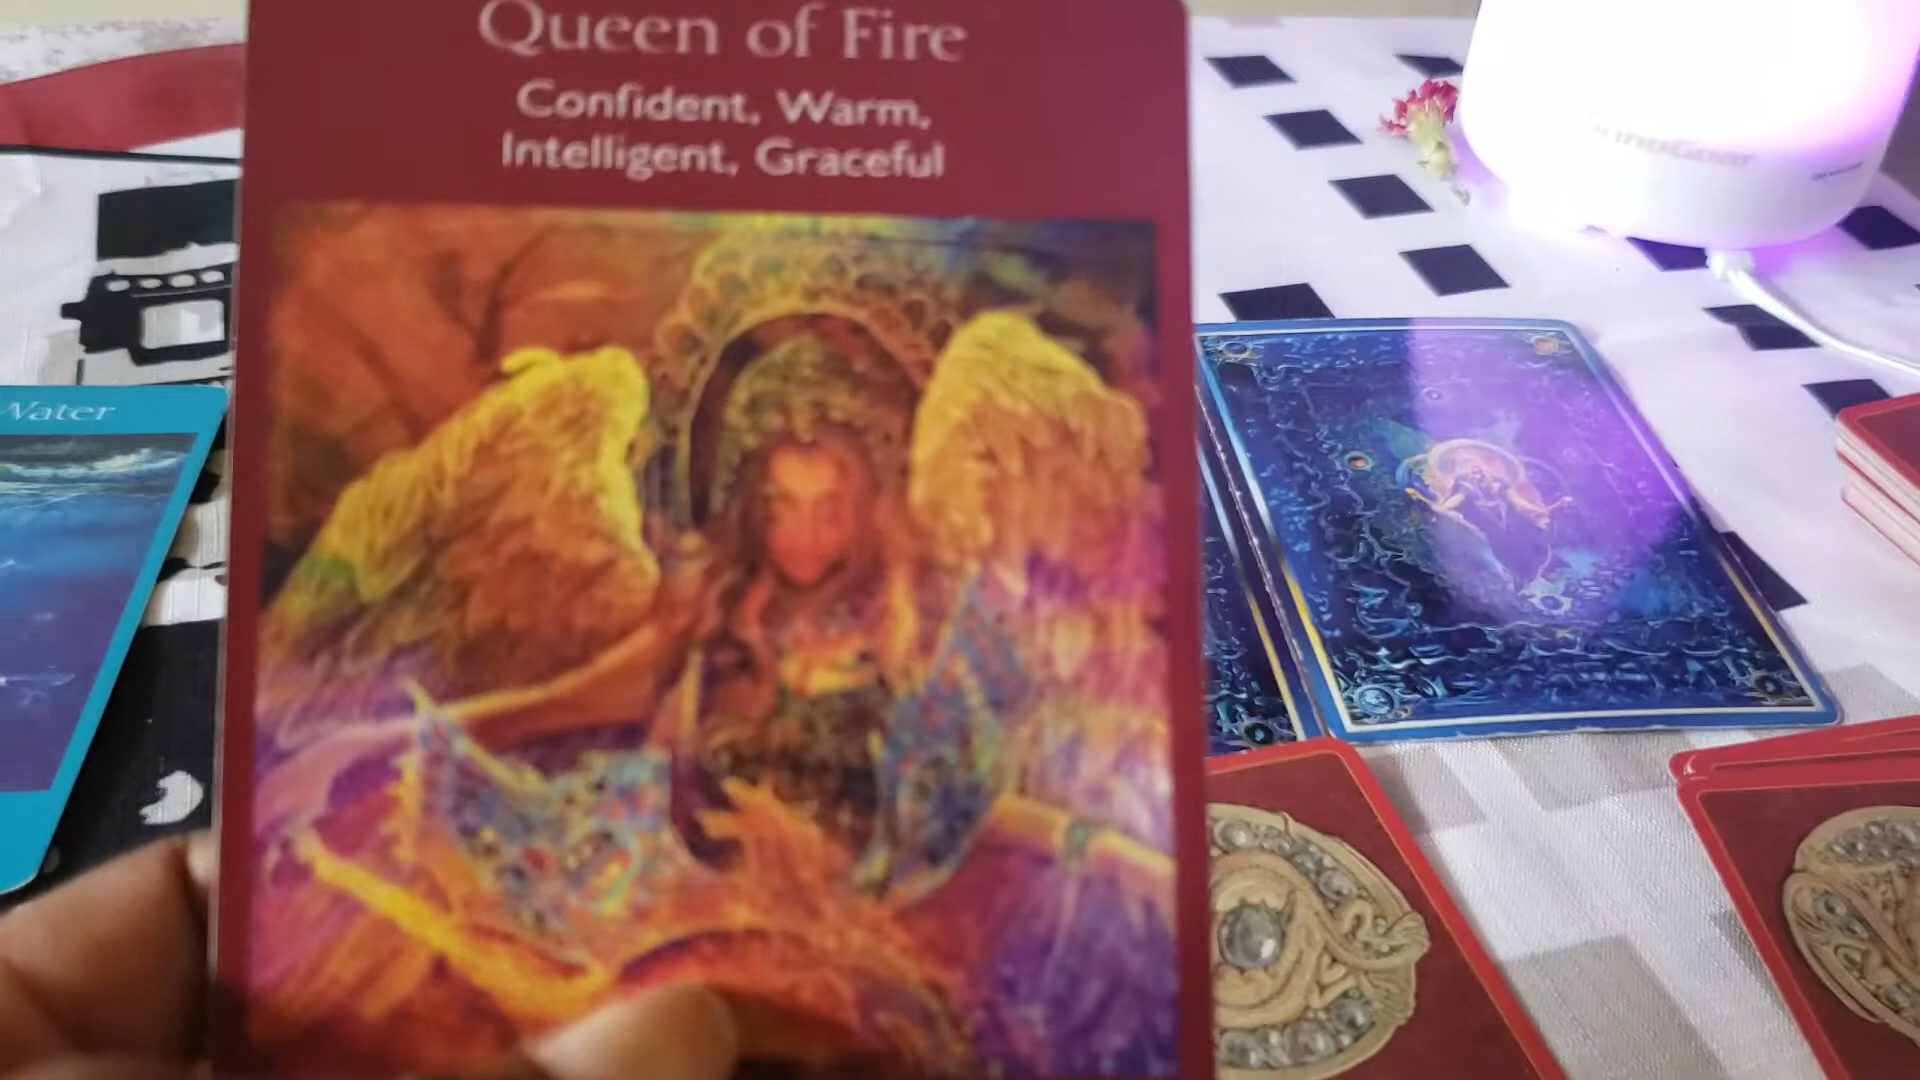 Queen of Fire
Confident, Warm,
Intelligent, Graceful
Water